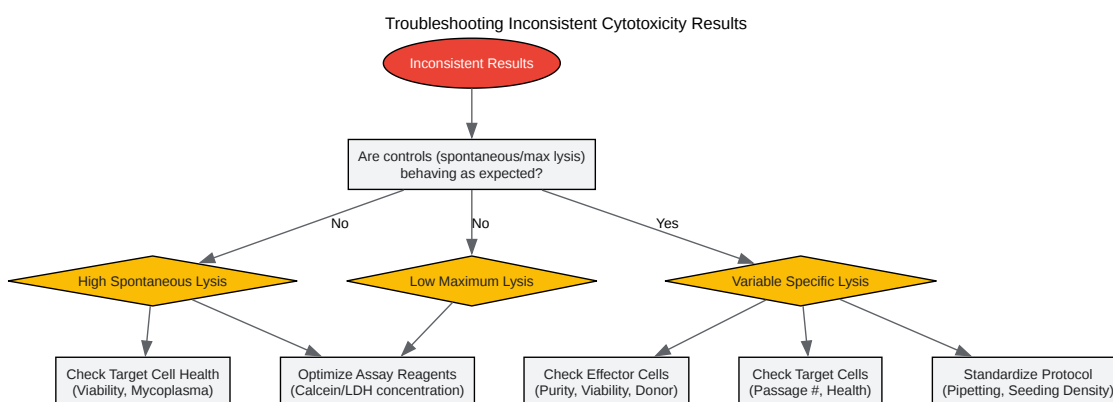 Troubleshooting Inconsistent Cytotoxicity Results
Inconsistent Results
Are controls (spontaneous/max lysis)
behaving as expected?
No
No
Yes
High Spontaneous Lysis
Low Maximum Lysis
Variable Specific Lysis
Check Target Cell Health
(Viability, Mycoplasma)
Optimize Assay Reagents
(Calcein/LDH concentration)
Check Effector Cells
(Purity, Viability, Donor)
Check Target Cells
(Passage #, Health)
Standardize Protocol
(Pipetting, Seeding Density)